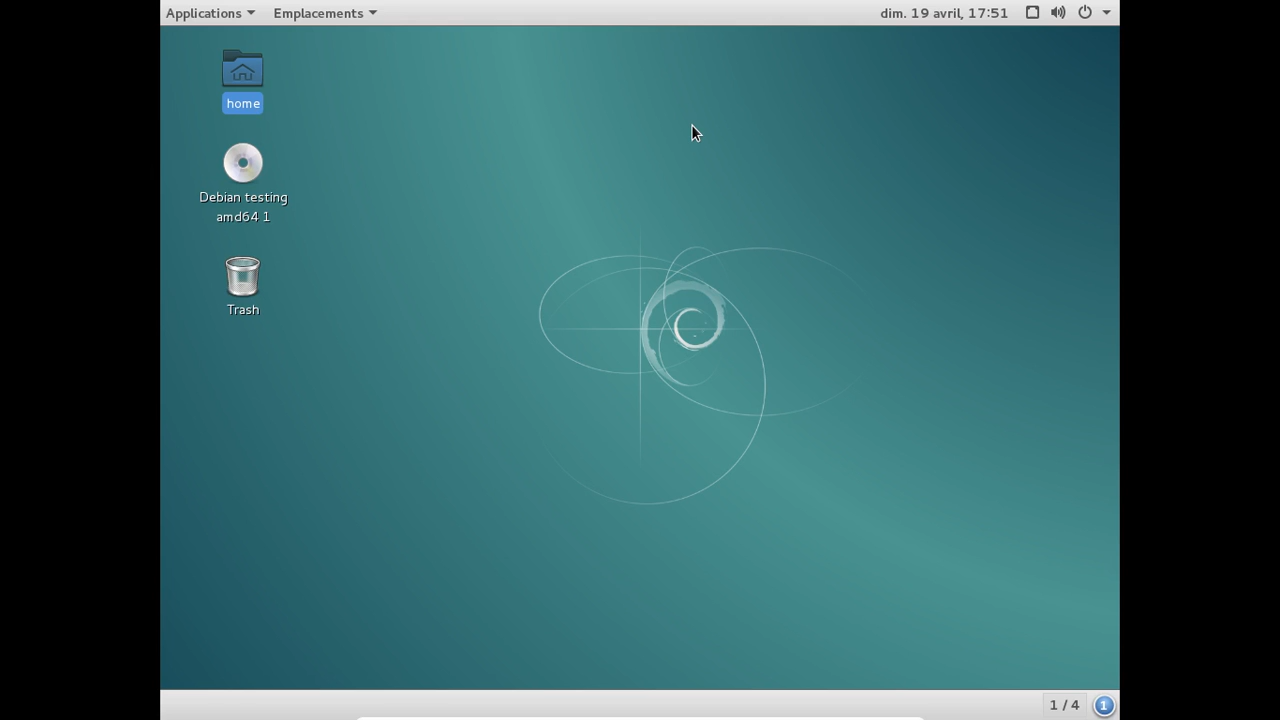 Applications Emplacements dim. 19 avril, 17:51
home
Debian testing
amd64 1
Trash
1 / 4 1